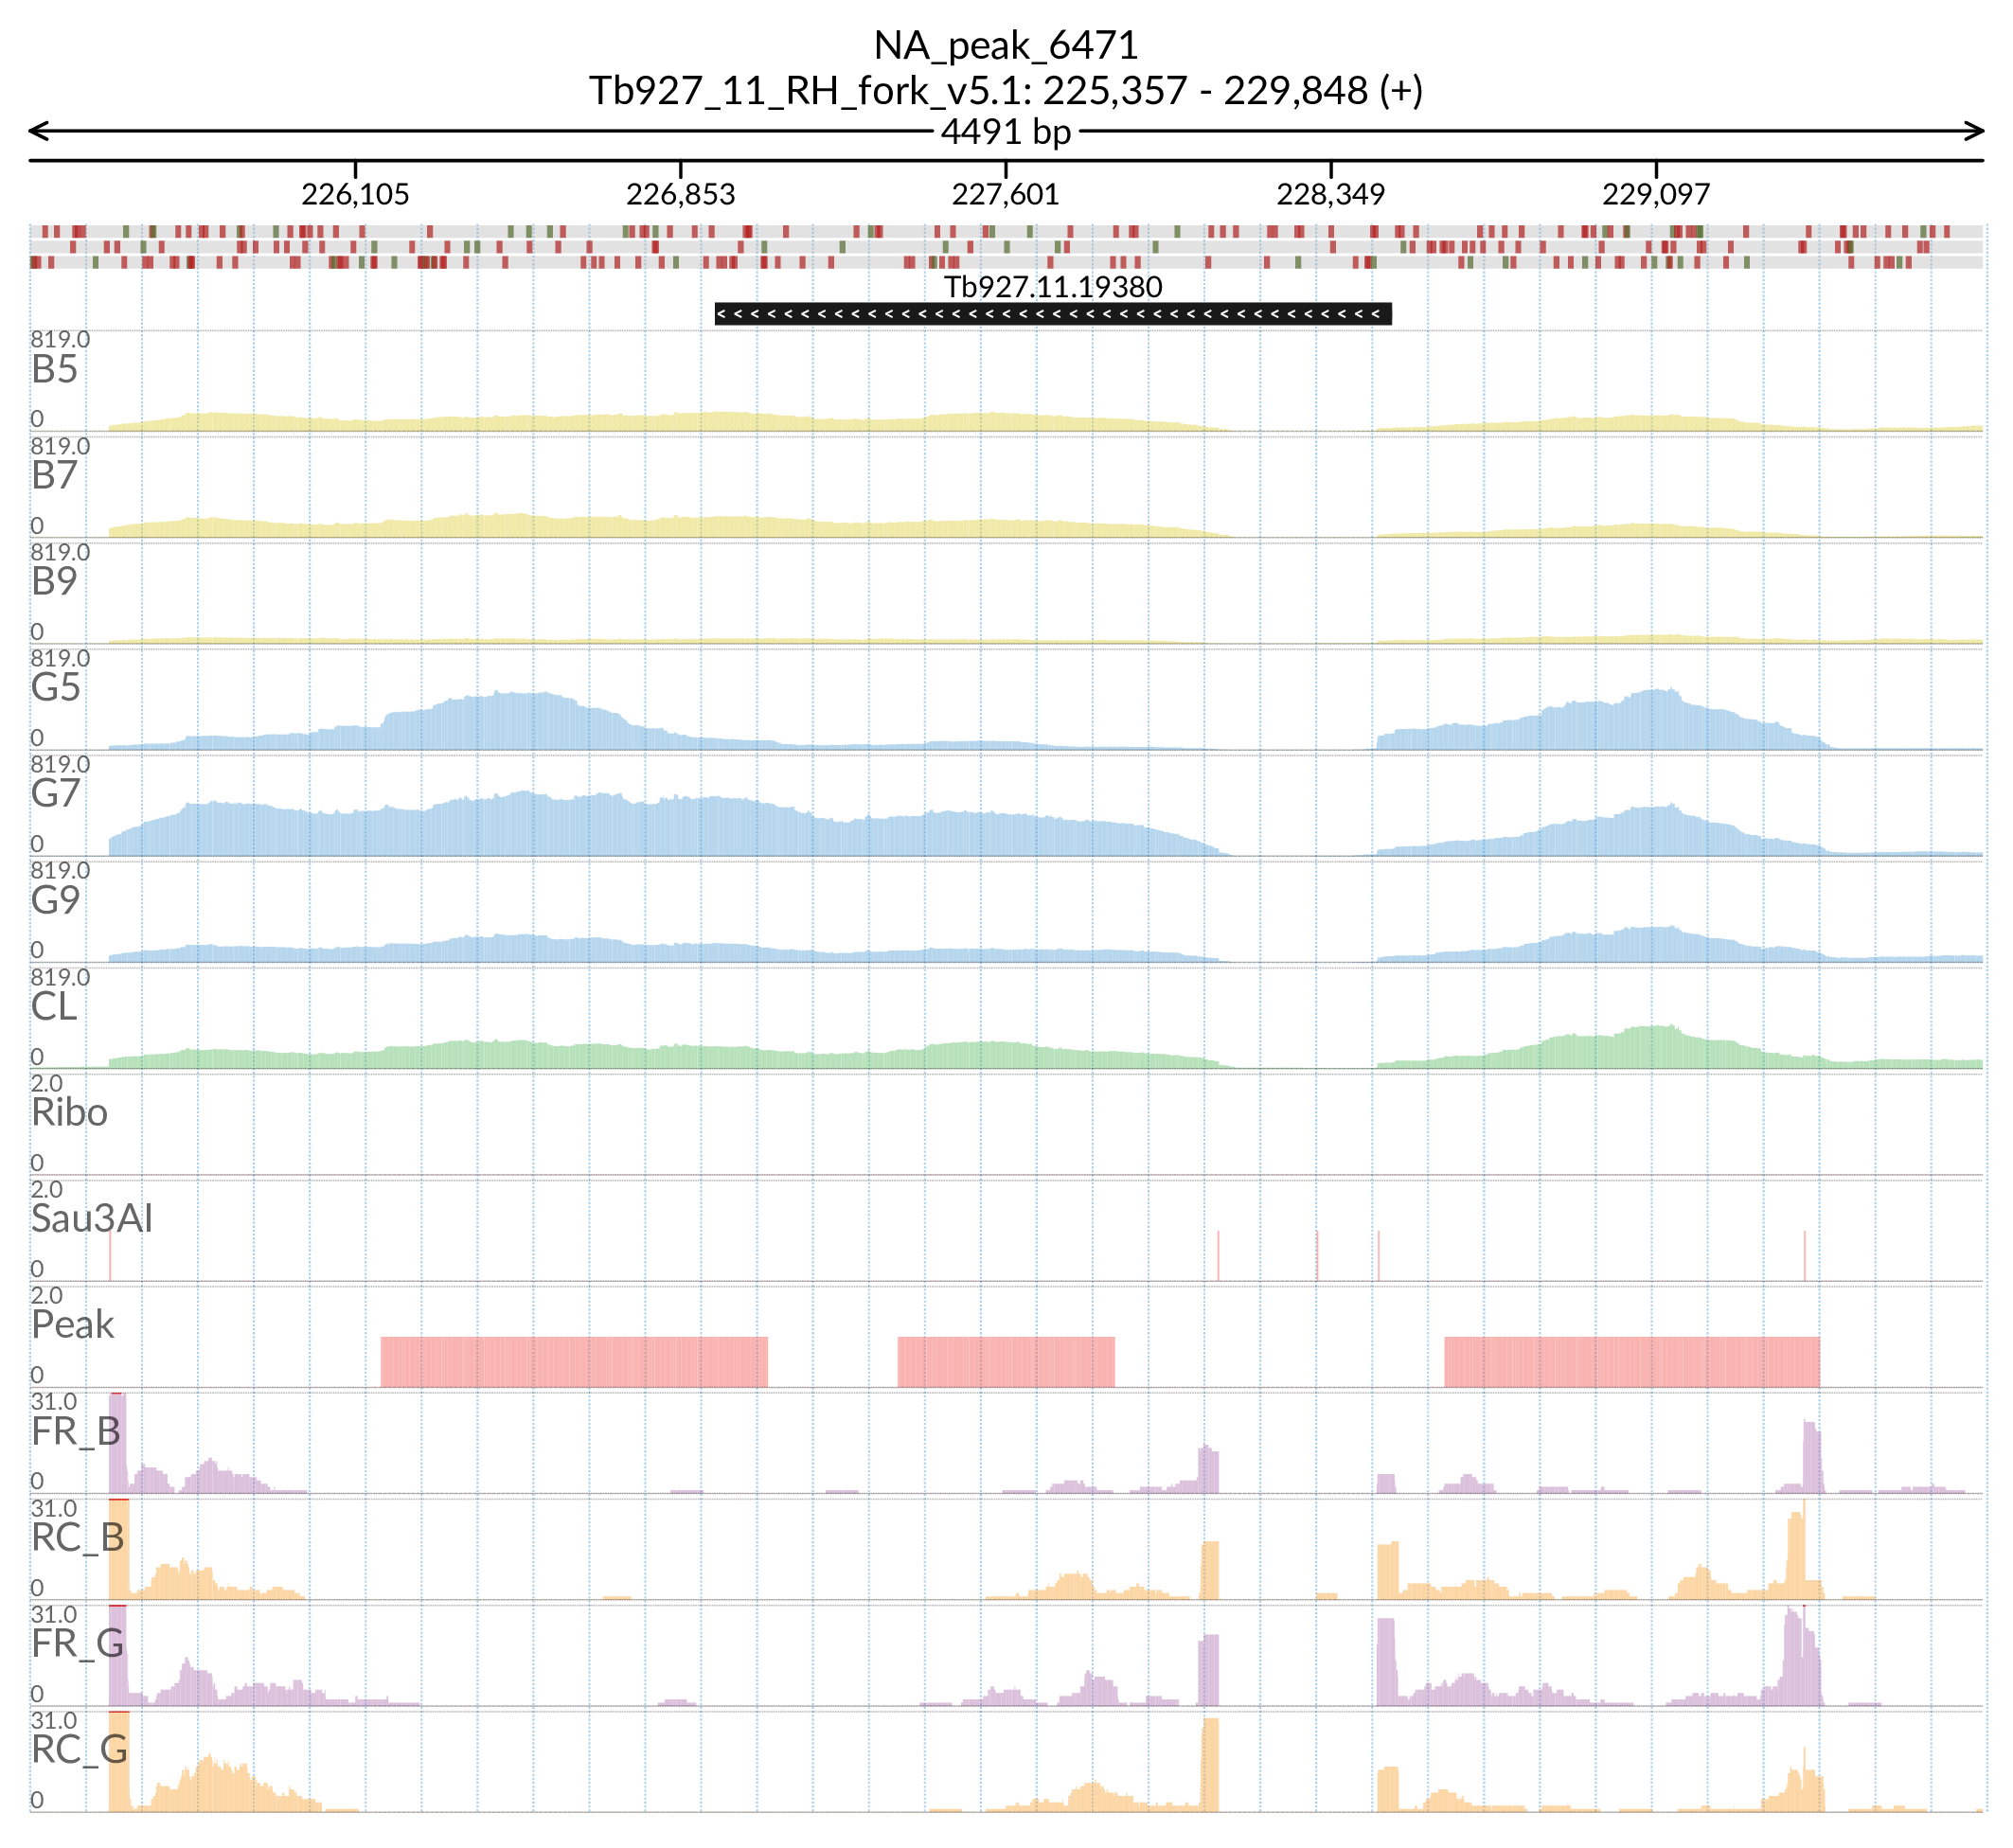 NA_peak_6471
Tb927_11_RH_fork_v5.1: 225,357 - 229,848 (+)
4491 bp
226,105 226,853 227,601 228,349 229,097
Tb927.11.19380
819.0
B5
0
819.0
B7
0
819.0
B9
0
819.0
G5
0
819.0
G7
0
819.0
G9
0
819.0
CL
0
2.0
Ribo
0
2.0
Sau3AI
0
2.0
Peak
0
31.0
FR_B
0
31.0
RC_B
0
31.0
FR_G
0
31.0
RC_G
0